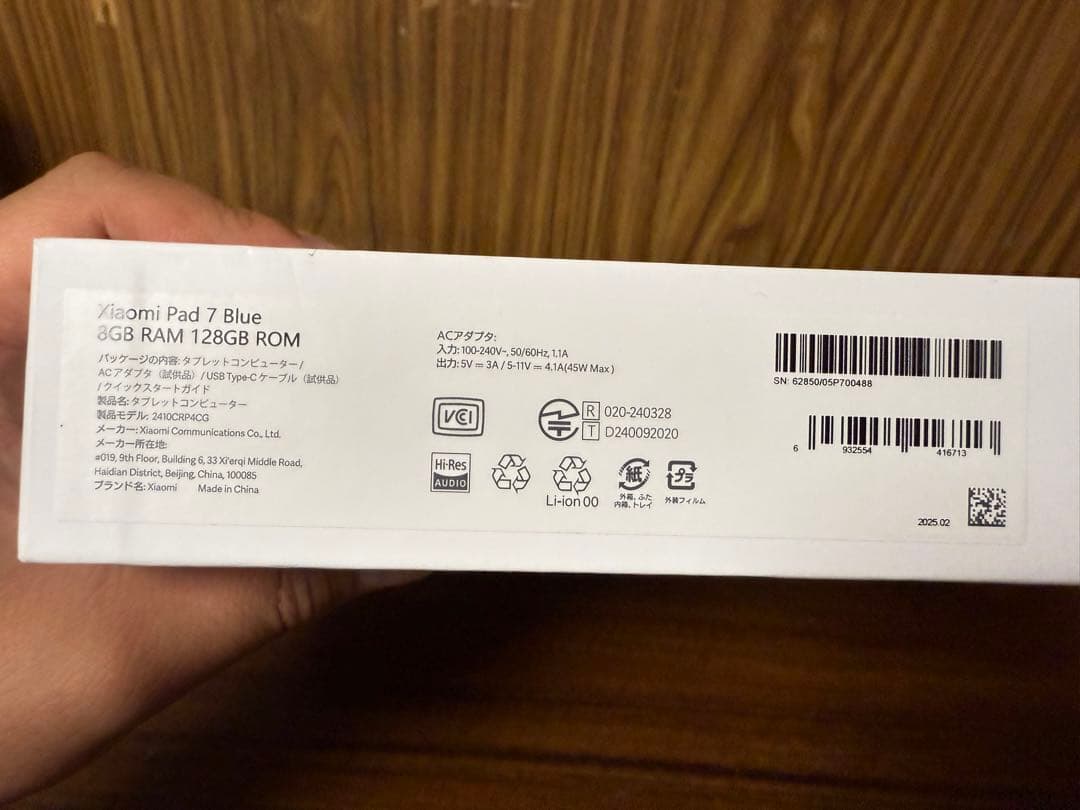 Xiaomi Pad 7 Blue
8GB RAM 128GB ROM
パッケージの内容: タブレットコンピューター/
ACアダプタ（試供品）/USB Type-C ケーブル（試供品）
/クイックスタートガイド
製品名: タブレットコンピューター
製品モデル: 2410CRP4CG
メーカー: Xiaomi Communications Co., Ltd.
メーカー所在地:
#019, 9th Floor, Building 6, 33 Xi'erqi Middle Road,
Haidian District, Beijing, China, 100085
ブランド名: Xiaomi Made in China
ACアダプタ:
入力: 100-240V~, 50/60Hz, 1.1A
出力: 5V⎓3A / 5-11V⎓4.1A(45W Max)
VCCI
R 020-240328
T D240092020
Hi-Res
AUDIO
Li-ion 00
紙
外箱、ふた
内箱、トレイ
プラ
外装フィルム
SN: 62850/05P700488
6 932554 416713
2025.02